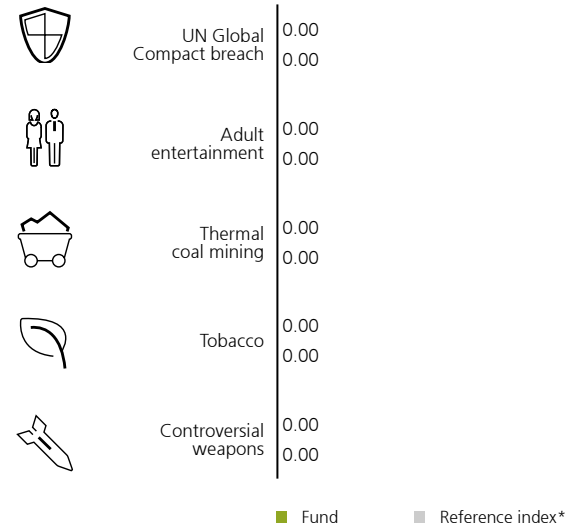 UN Global
Compact breach
0.00
0.00
Adult
entertainment
0.00
0.00
Thermal
coal mining
0.00
0.00
Tobacco
0.00
0.00
Controversial
weapons
0.00
0.00
Fund
Reference index*